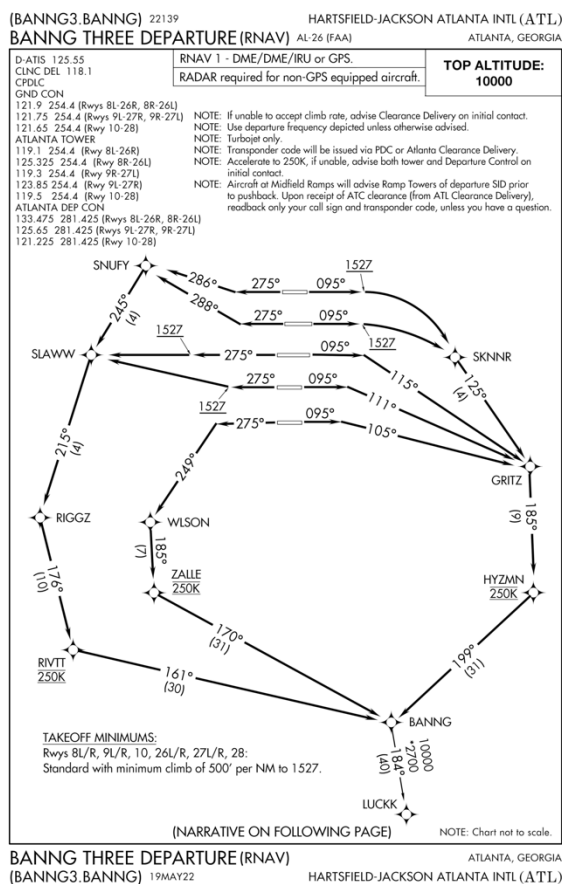 (BANNG3.BANNG) 22139 HARTSFIELD-JACKSON ATLANTA INTL (ATL)
BANNG THREE DEPARTURE (RNAV) AL-26 (FAA) ATLANTA, GEORGIA
D-ATIS 125.55
CLNC DEL 118.1
CPDLC
GND CON
121.9 254.4 (Rwys 8L-26R, 8R-26L)
121.75 254.4 (Rwys 9L-27R, 9R-27L)
121.65 254.4 (Rwy 10-28)
ATLANTA TOWER
119.1 254.4 (Rwy 8L-26R)
125.325 254.4 (Rwy 8R-26L)
119.3 254.4 (Rwy 9R-27L)
123.85 254.4 (Rwy 9L-27R)
119.5 254.4 (Rwy 10-28)
ATLANTA DEP CON
133.475 281.425 (Rwys 8L-26R, 8R-26L)
125.65 281.425 (Rwys 9L-27R, 9R-27L)
121.225 281.425 (Rwy 10-28)
RNAV 1 - DME/DME/IRU or GPS.
RADAR required for non-GPS equipped aircraft.
TOP ALTITUDE:
10000
NOTE: If unable to accept climb rate, advise Clearance Delivery on initial contact.
NOTE: Use departure frequency depicted unless otherwise advised.
NOTE: Turbojet only.
NOTE: Transponder code will be issued via PDC or Atlanta Clearance Delivery.
NOTE: Accelerate to 250K, if unable, advise both tower and Departure Control on
initial contact.
NOTE: Aircraft at Midfield Ramps will advise Ramp Towers of departure SID prior
to pushback. Upon receipt of ATC clearance (from ATL Clearance Delivery),
readback only your call sign and transponder code, unless you have a question.
SNUFY
286° 275° 095° 1527
288° 275° 095° 1527
245°
(4)
SLAWW
1527 275° 095° 115°
SKNNR
125°
(4)
1527 275° 095° 111°
275° 095° 105°
GRITZ
215°
(4)
249°
185°
(9)
RIGGZ
WLSON
185°
(7)
176°
(10)
ZALLE
250K
HYZMN
250K
170°
(31)
199°
(31)
RIVTT
250K
161°
(30)
BANNG
184°
(40)
10000
*2700
LUCKK
TAKEOFF MINIMUMS:
Rwys 8L/R, 9L/R, 10, 26L/R, 27L/R, 28:
Standard with minimum climb of 500' per NM to 1527.
(NARRATIVE ON FOLLOWING PAGE) NOTE: Chart not to scale.
BANNG THREE DEPARTURE (RNAV) ATLANTA, GEORGIA
(BANNG3.BANNG) 19MAY22 HARTSFIELD-JACKSON ATLANTA INTL (ATL)